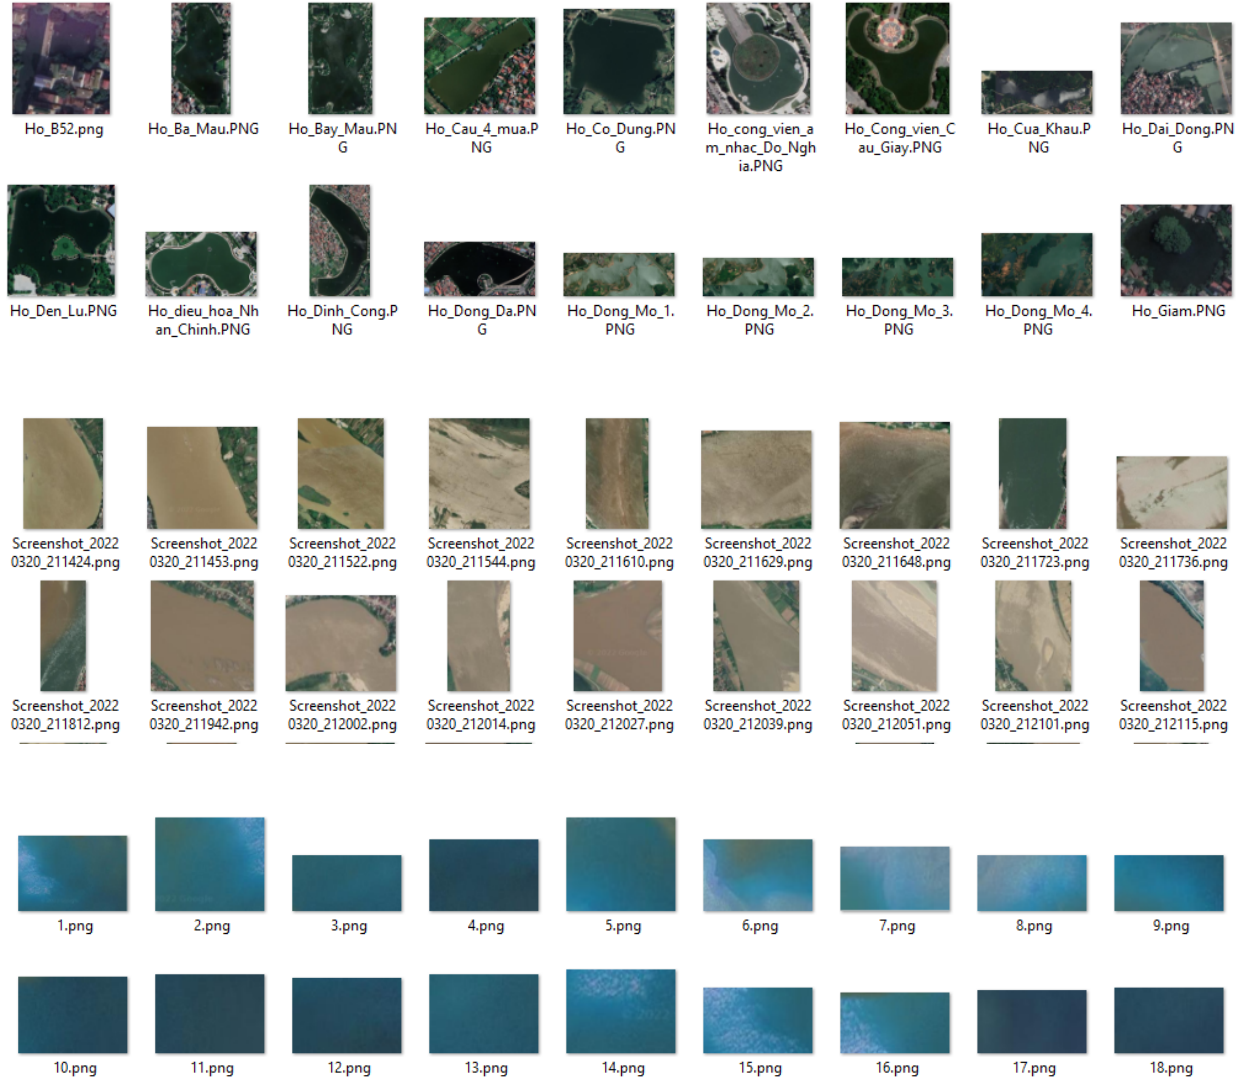 Ho_B52.png
Ho_Ba_Mau.PNG
Ho_Bay_Mau.PN
G
Ho_Cau_4_mua.P
NG
Ho_Co_Dung.PN
G
Ho_cong_vien_a
m_nhac_Do_Ngh
ia.PNG
Ho_Cong_vien_C
au_Giay.PNG
Ho_Cua_Khau.P
NG
Ho_Dai_Dong.PN
G
Ho_Den_Lu.PNG
Ho_dieu_hoa_Nh
an_Chinh.PNG
Ho_Dinh_Cong.P
NG
Ho_Dong_Da.PN
G
Ho_Dong_Mo_1.
PNG
Ho_Dong_Mo_2.
PNG
Ho_Dong_Mo_3.
PNG
Ho_Dong_Mo_4.
PNG
Ho_Giam.PNG
Screenshot_2022
0320_211424.png
Screenshot_2022
0320_211453.png
Screenshot_2022
0320_211522.png
Screenshot_2022
0320_211544.png
Screenshot_2022
0320_211610.png
Screenshot_2022
0320_211629.png
Screenshot_2022
0320_211648.png
Screenshot_2022
0320_211723.png
Screenshot_2022
0320_211736.png
Screenshot_2022
0320_211812.png
Screenshot_2022
0320_211942.png
Screenshot_2022
0320_212002.png
Screenshot_2022
0320_212014.png
Screenshot_2022
0320_212027.png
Screenshot_2022
0320_212039.png
Screenshot_2022
0320_212051.png
Screenshot_2022
0320_212101.png
Screenshot_2022
0320_212115.png
1.png
2.png
3.png
4.png
5.png
6.png
7.png
8.png
9.png
10.png
11.png
12.png
13.png
© 2022
14.png
15.png
16.png
17.png
18.png